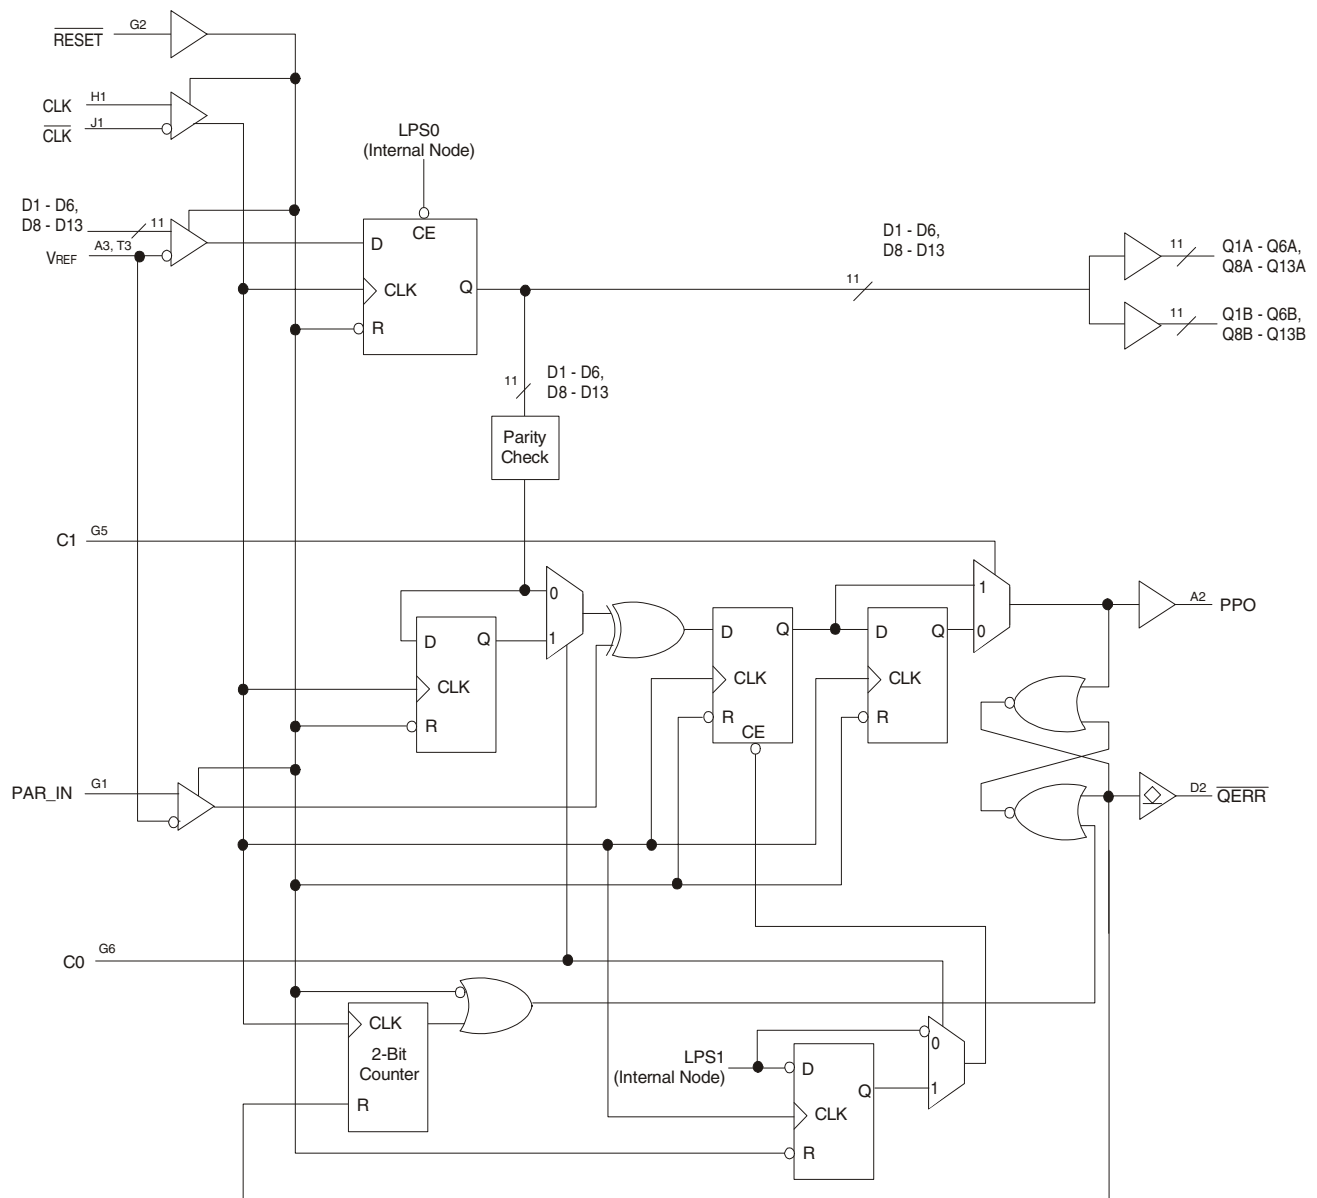 RESET
G2
CLK
H1
CLK
J1
LPS0
(Internal Node)
D1 - D6,
D8 - D13
11
VREF
A3, T3
CE
D
CLK
Q
R
D1 - D6,
D8 - D13
11
11
Q1A - Q6A,
Q8A - Q13A
11
Q1B - Q6B,
Q8B - Q13B
11
D1 - D6,
D8 - D13
Parity
Check
C1
G5
0
1
D
Q
CLK
R
D
Q
CLK
R
CE
D
Q
CLK
R
1
0
A2
PPO
PAR_IN
G1
D2
QERR
C0
G6
CLK
2-Bit
Counter
R
LPS1
(Internal Node)
D
Q
CLK
R
0
1